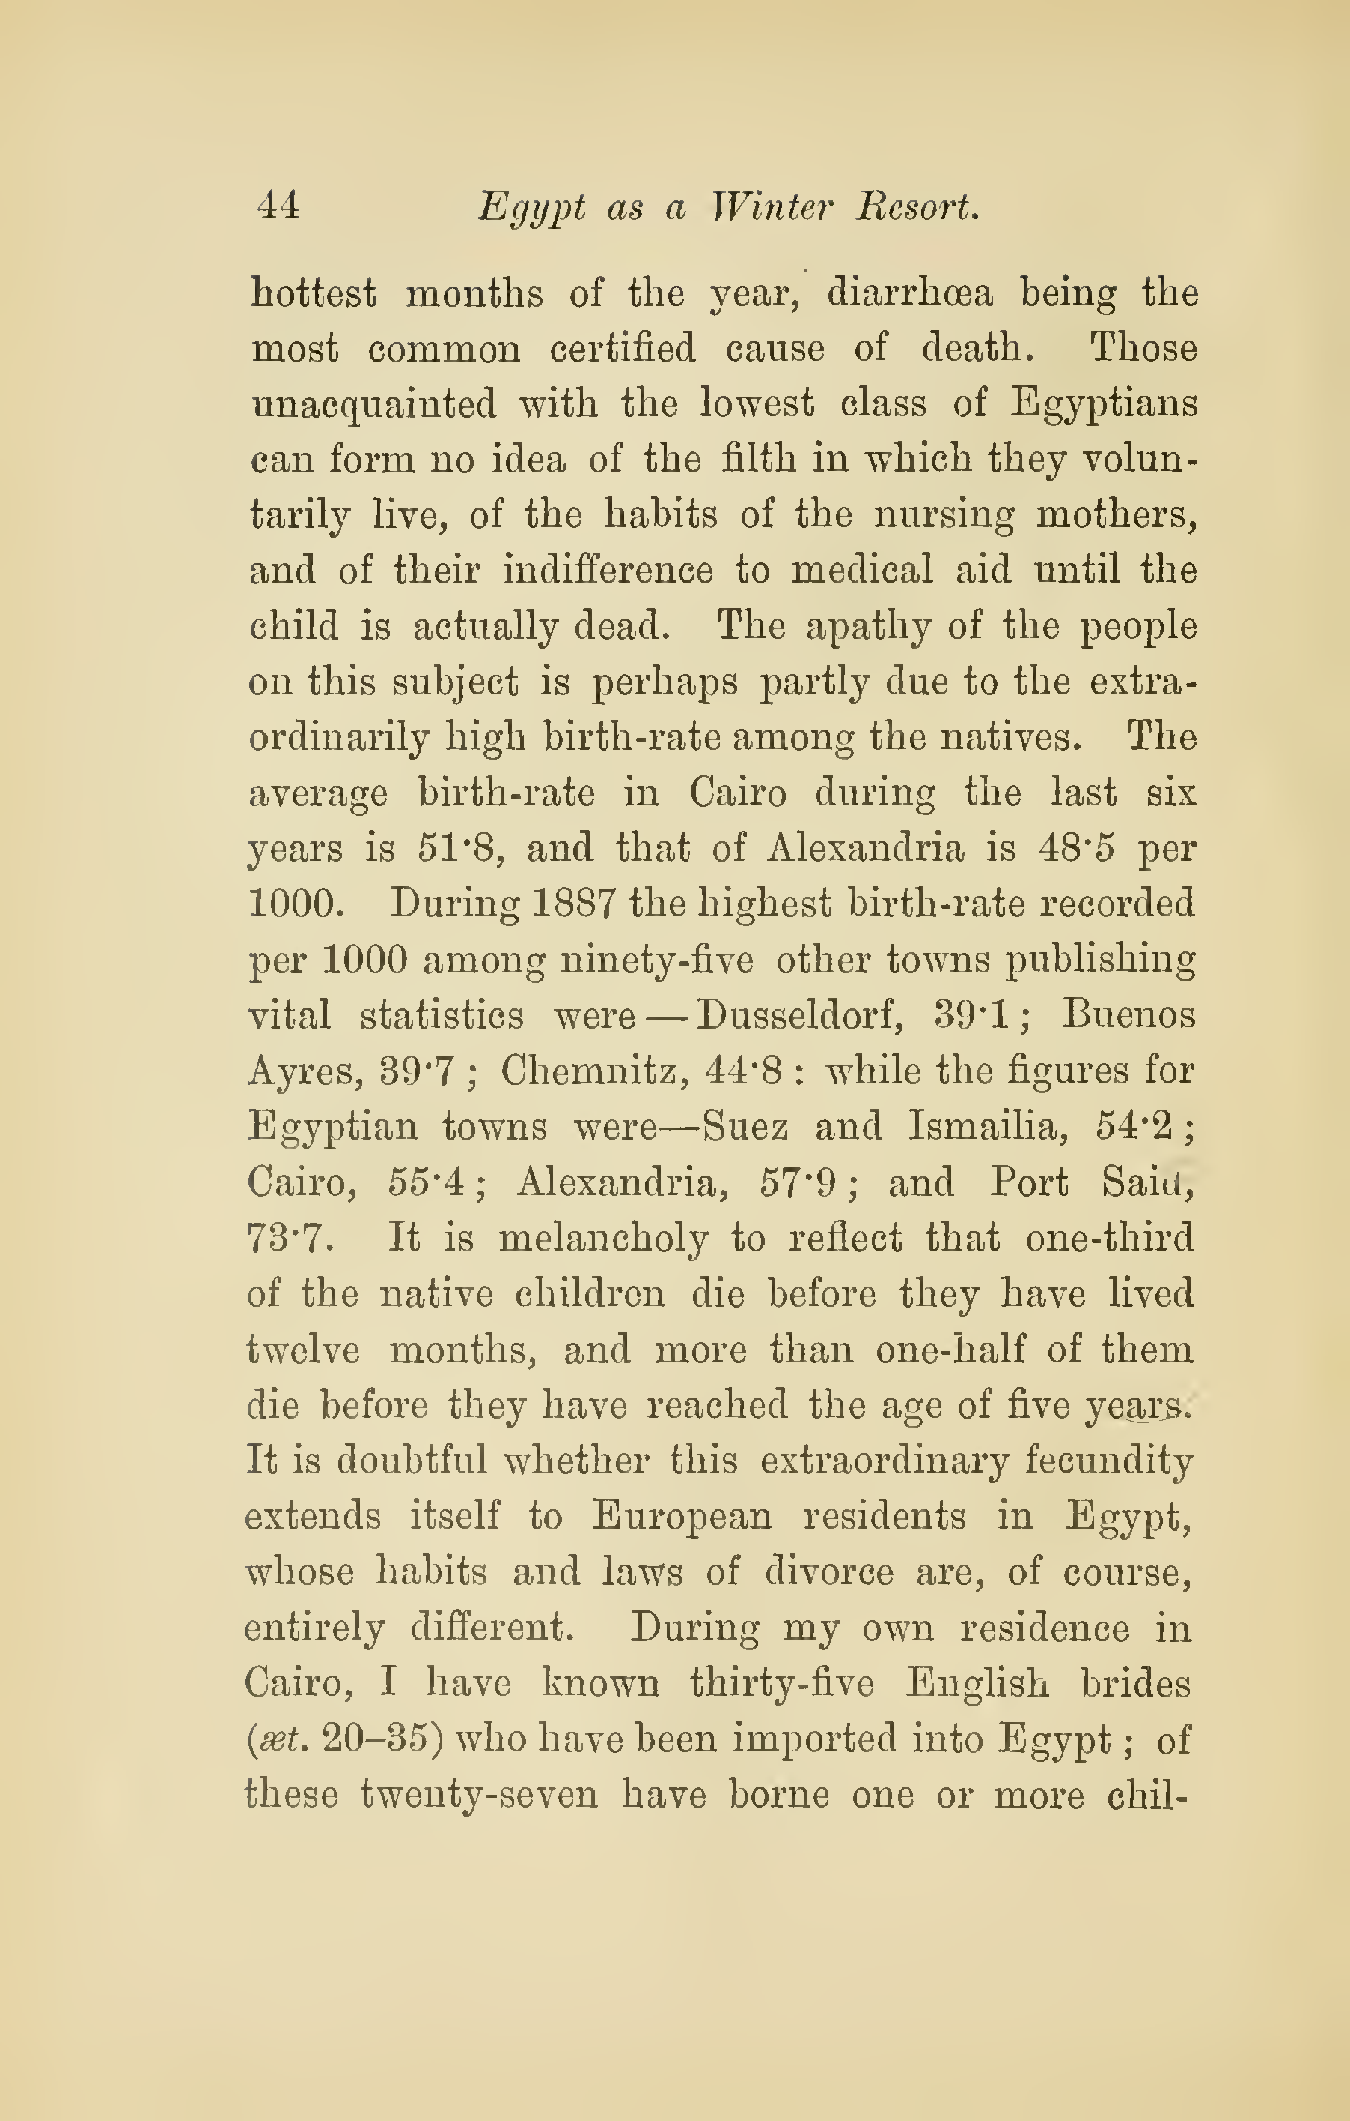 44 Egypt as a Winter Resort.
hottest months of the year, diarrhœa being the
most common certified cause of death. Those
unacquainted with the lowest class of Egyptians
can form no idea of the filth in which they volun-
tarily live, of the habits of the nursing mothers,
and of their indifference to medical aid until the
child is actually dead. The apathy of the people
on this subject is perhaps partly due to the extra-
ordinarily high birth-rate among the natives. The
average birth-rate in Cairo during the last six
years is 51·8, and that of Alexandria is 48·5 per
1000. During 1887 the highest birth-rate recorded
per 1000 among ninety-five other towns publishing
vital statistics were — Dusseldorf, 39·1 ; Buenos
Ayres, 39·7 ; Chemnitz, 44·8 : while the figures for
Egyptian towns were—Suez and Ismailia, 54·2 ;
Cairo, 55·4 ; Alexandria, 57·9 ; and Port Said,
73·7. It is melancholy to reflect that one-third
of the native children die before they have lived
twelve months, and more than one-half of them
die before they have reached the age of five years.
It is doubtful whether this extraordinary fecundity
extends itself to European residents in Egypt,
whose habits and laws of divorce are, of course,
entirely different. During my own residence in
Cairo, I have known thirty-five English brides
(æt. 20–35) who have been imported into Egypt ; of
these twenty-seven have borne one or more chil-